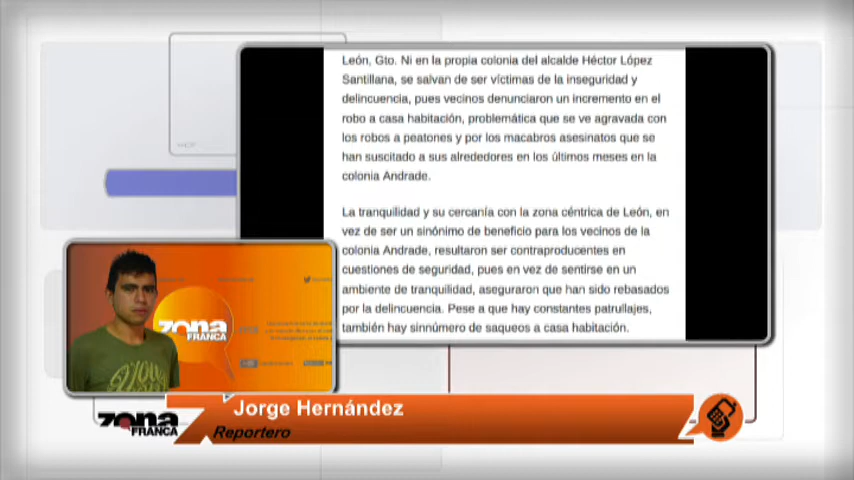 León, Gto. Ni en la propia colonia del alcalde Héctor López
Santillana, se salvan de ser víctimas de la inseguridad y
delincuencia, pues vecinos denunciaron un incremento en el
robo a casa habitación, problemática que se ve agravada con
los robos a peatones y por los macabros asesinatos que se
han suscitado a sus alrededores en los últimos meses en la
colonia Andrade.
La tranquilidad y su cercanía con la zona céntrica de León, en
vez de ser un sinónimo de beneficio para los vecinos de la
colonia Andrade, resultaron ser contraproducentes en
cuestiones de seguridad, pues en vez de sentirse en un
ambiente de tranquilidad, aseguraron que han sido rebasados
por la delincuencia. Pese a que hay constantes patrullajes,
también hay sinnúmero de saqueos a casa habitación.
zona
FRANCA
Jorge Hernández
Reportero
zona
FRANCA